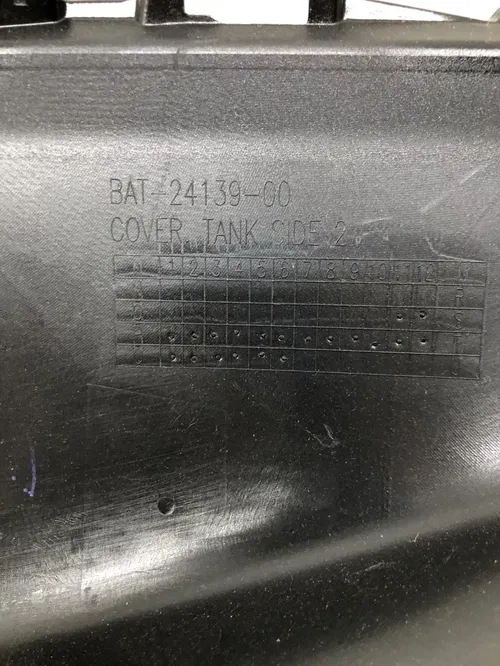 BAT-24139-00
COVER, TANK SIDE 2
1 2 3 4 5 6 7 8 9 10 11 12
R
S
T